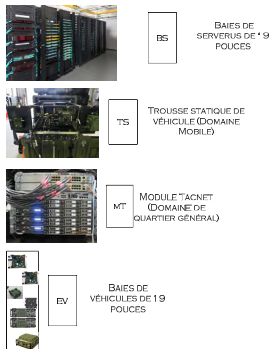 BS
BAIES DE
SERVERUS DE 19
POUCES
TS
TROUSSE STATIQUE DE
VÉHICULE (DOMAINE
MOBILE)
MT
MODULE TACNET
(DOMAINE DE
QUARTIER GÉNÉRAL)
EV
BAIES DE
VÉHICULES DE 19
POUCES